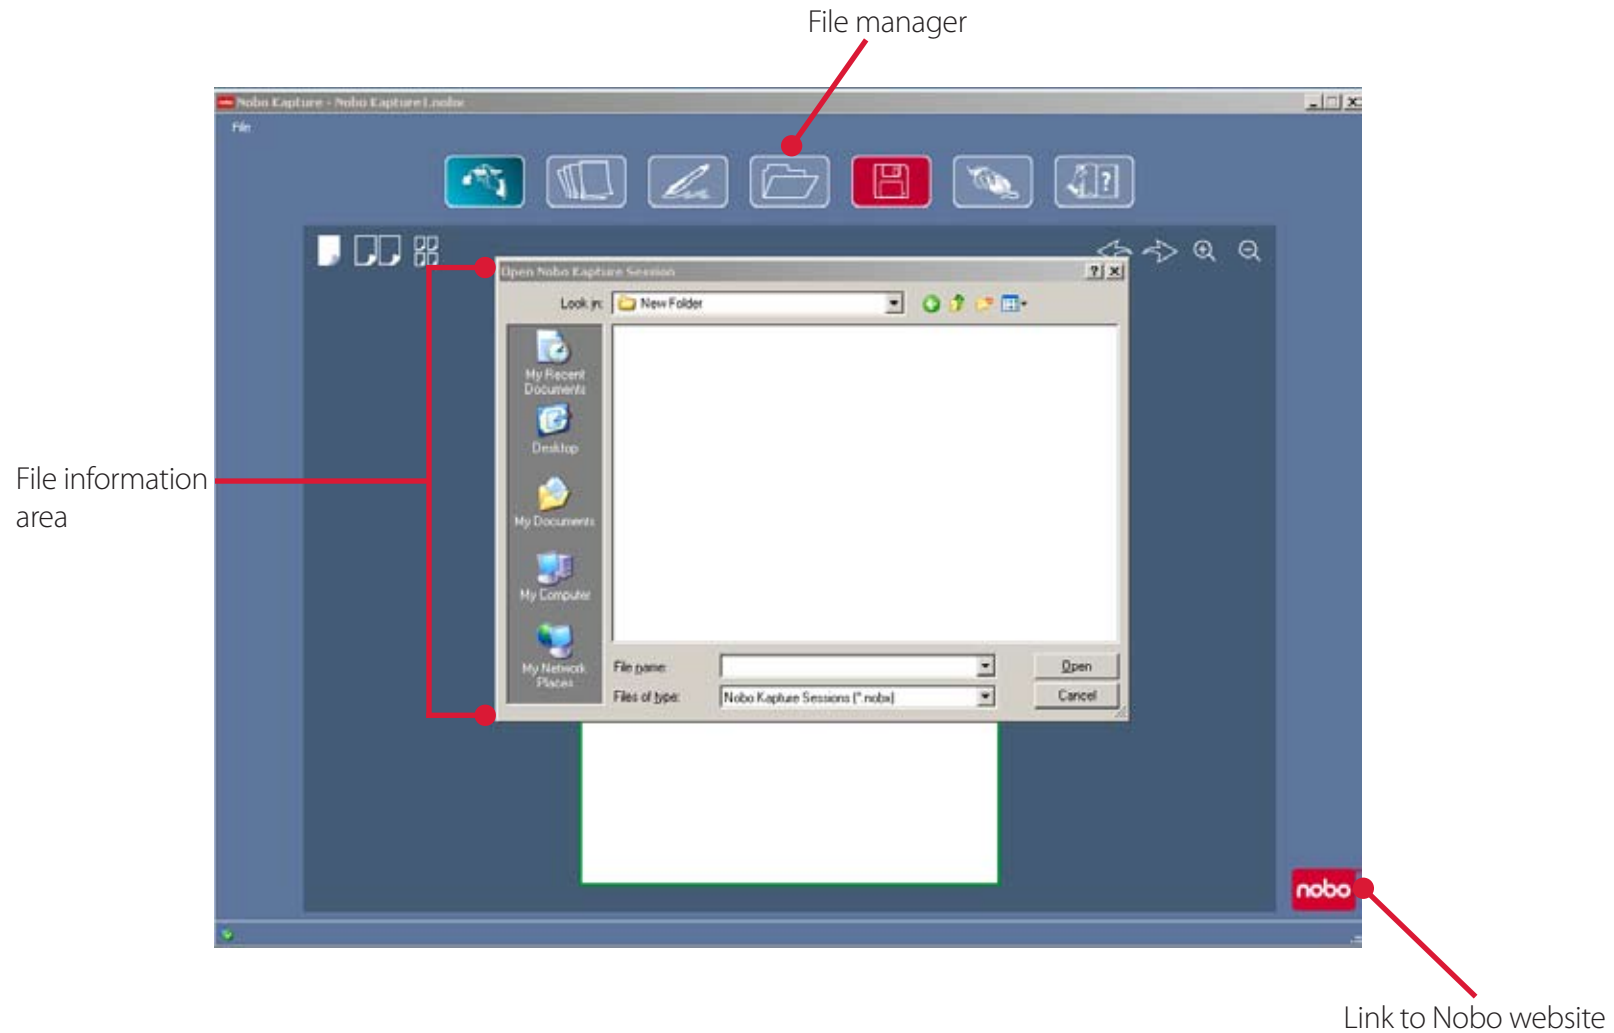 File manager
Nobo Kapture - Nobo Kapture1.nobx
File
?
Open Nobo Kapture Session
?
Look in:
New Folder
My Recent
Documents
Desktop
File information
area
My Documents
My Computer
My Network
Places
File name:
Open
Files of type:
Nobo Kapture Sessions (*.nobx)
Cancel
nobo
Link to Nobo website